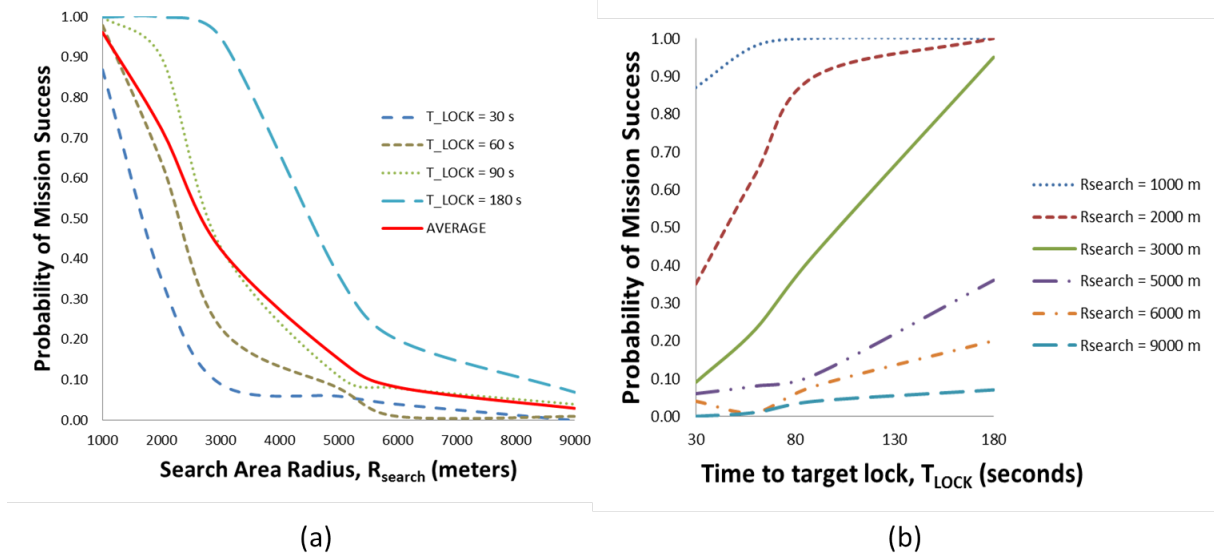 Probability of Mission Success
1.00
0.90
0.80
0.70
0.60
0.50
0.40
0.30
0.20
0.10
0.00
1000 2000 3000 4000 5000 6000 7000 8000 9000
Search Area Radius, Rsearch (meters)
T_LOCK = 30 s
T_LOCK = 60 s
T_LOCK = 90 s
T_LOCK = 180 s
AVERAGE
(a)
Probability of Mission Success
1.00
0.90
0.80
0.70
0.60
0.50
0.40
0.30
0.20
0.10
0.00
30 80 130 180
Time to target lock, TLOCK (seconds)
Rsearch = 1000 m
Rsearch = 2000 m
Rsearch = 3000 m
Rsearch = 5000 m
Rsearch = 6000 m
Rsearch = 9000 m
(b)